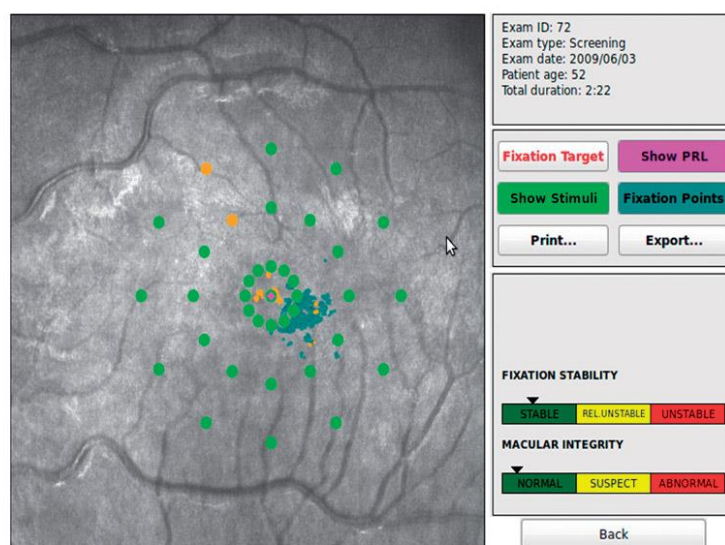 Exam ID: 72
Exam type: Screening
Exam date: 2009/06/03
Patient age: 52
Total duration: 2:22
Fixation Target
Show PRL
Show Stimuli
Fixation Points
Print...
Export...
FIXATION STABILITY
STABLE
REL.UNSTABLE
UNSTABLE
MACULAR INTEGRITY
NORMAL
SUSPECT
ABNORMAL
Back